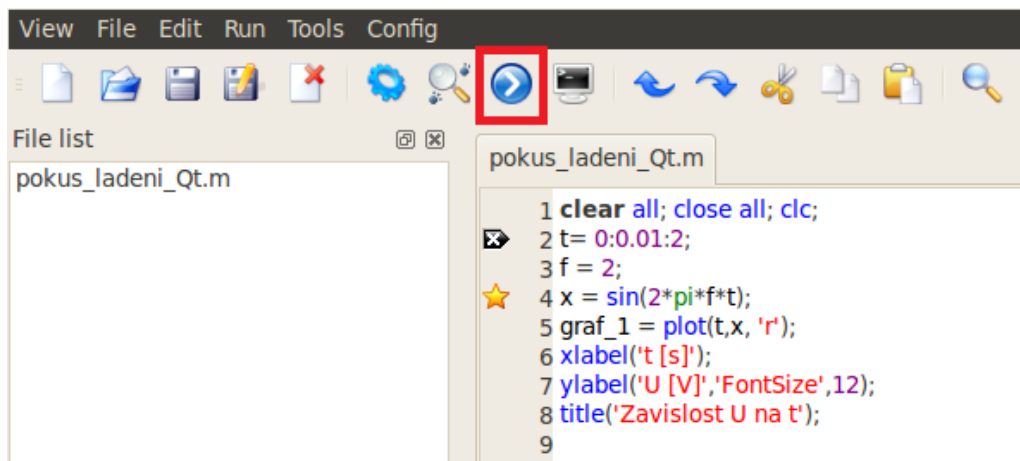 View File Edit Run Tools Config
File list
pokus_ladeni_Qt.m
pokus_ladeni_Qt.m
1 clear all; close all; clc;
2 t= 0:0.01:2;
3 f = 2;
4 x = sin(2*pi*f*t);
5 graf_1 = plot(t,x, 'r');
6 xlabel('t [s]');
7 ylabel('U [V]','FontSize',12);
8 title('Zavislost U na t');
9